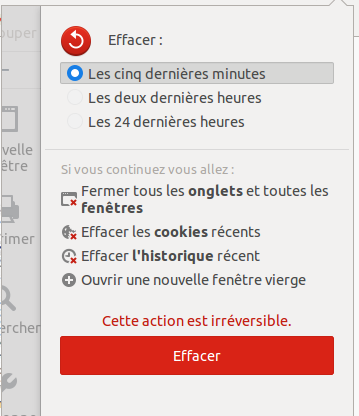 ouper
Effacer :
Les cinq dernières minutes
Les deux dernières heures
Les 24 dernières heures
velle
être
Si vous continuez vous allez :
Fermer tous les onglets et toutes les
fenêtres
imer
Effacer les cookies récents
Effacer l'historique récent
Ouvrir une nouvelle fenêtre vierge
ercher
Cette action est irréversible.
Effacer